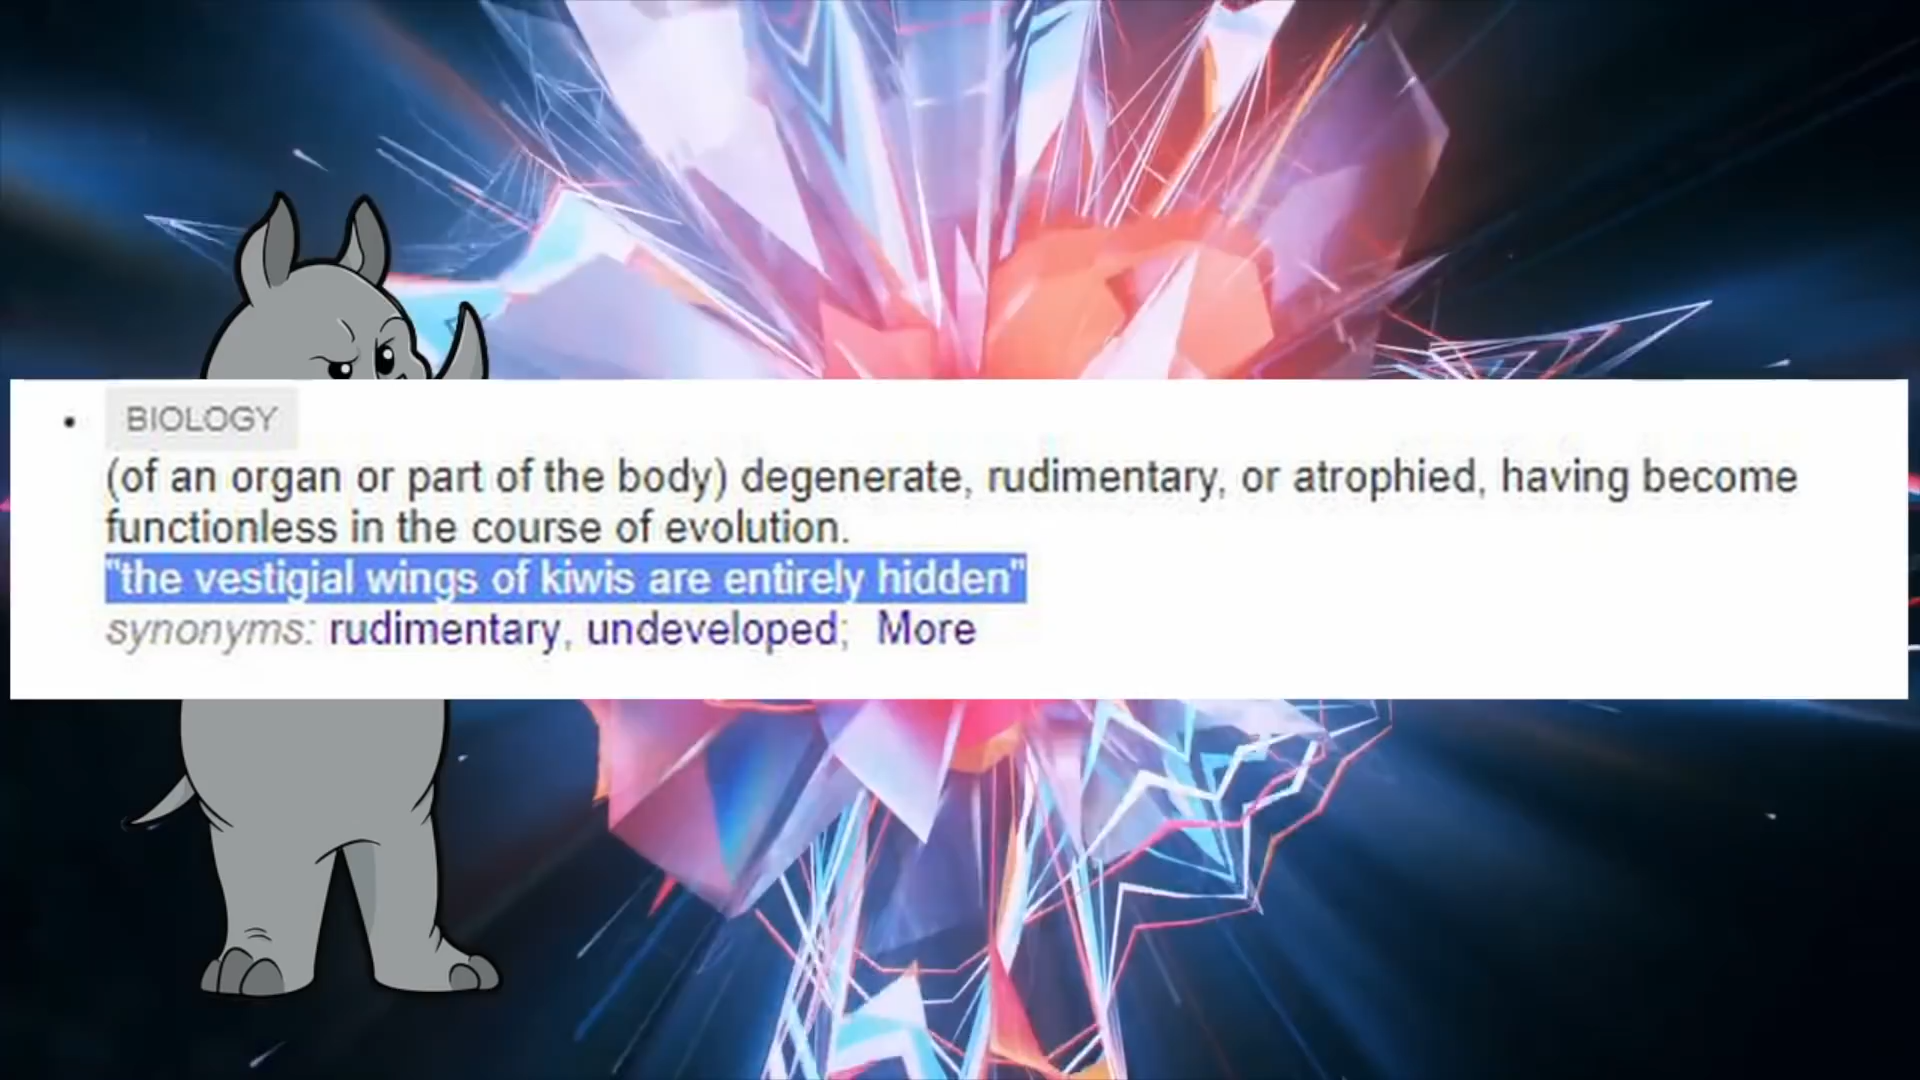 BIOLOGY
(of an organ or part of the body) degenerate, rudimentary, or atrophied, having become
functionless in the course of evolution.
"the vestigial wings of kiwis are entirely hidden"
synonyms: rudimentary, undeveloped; More